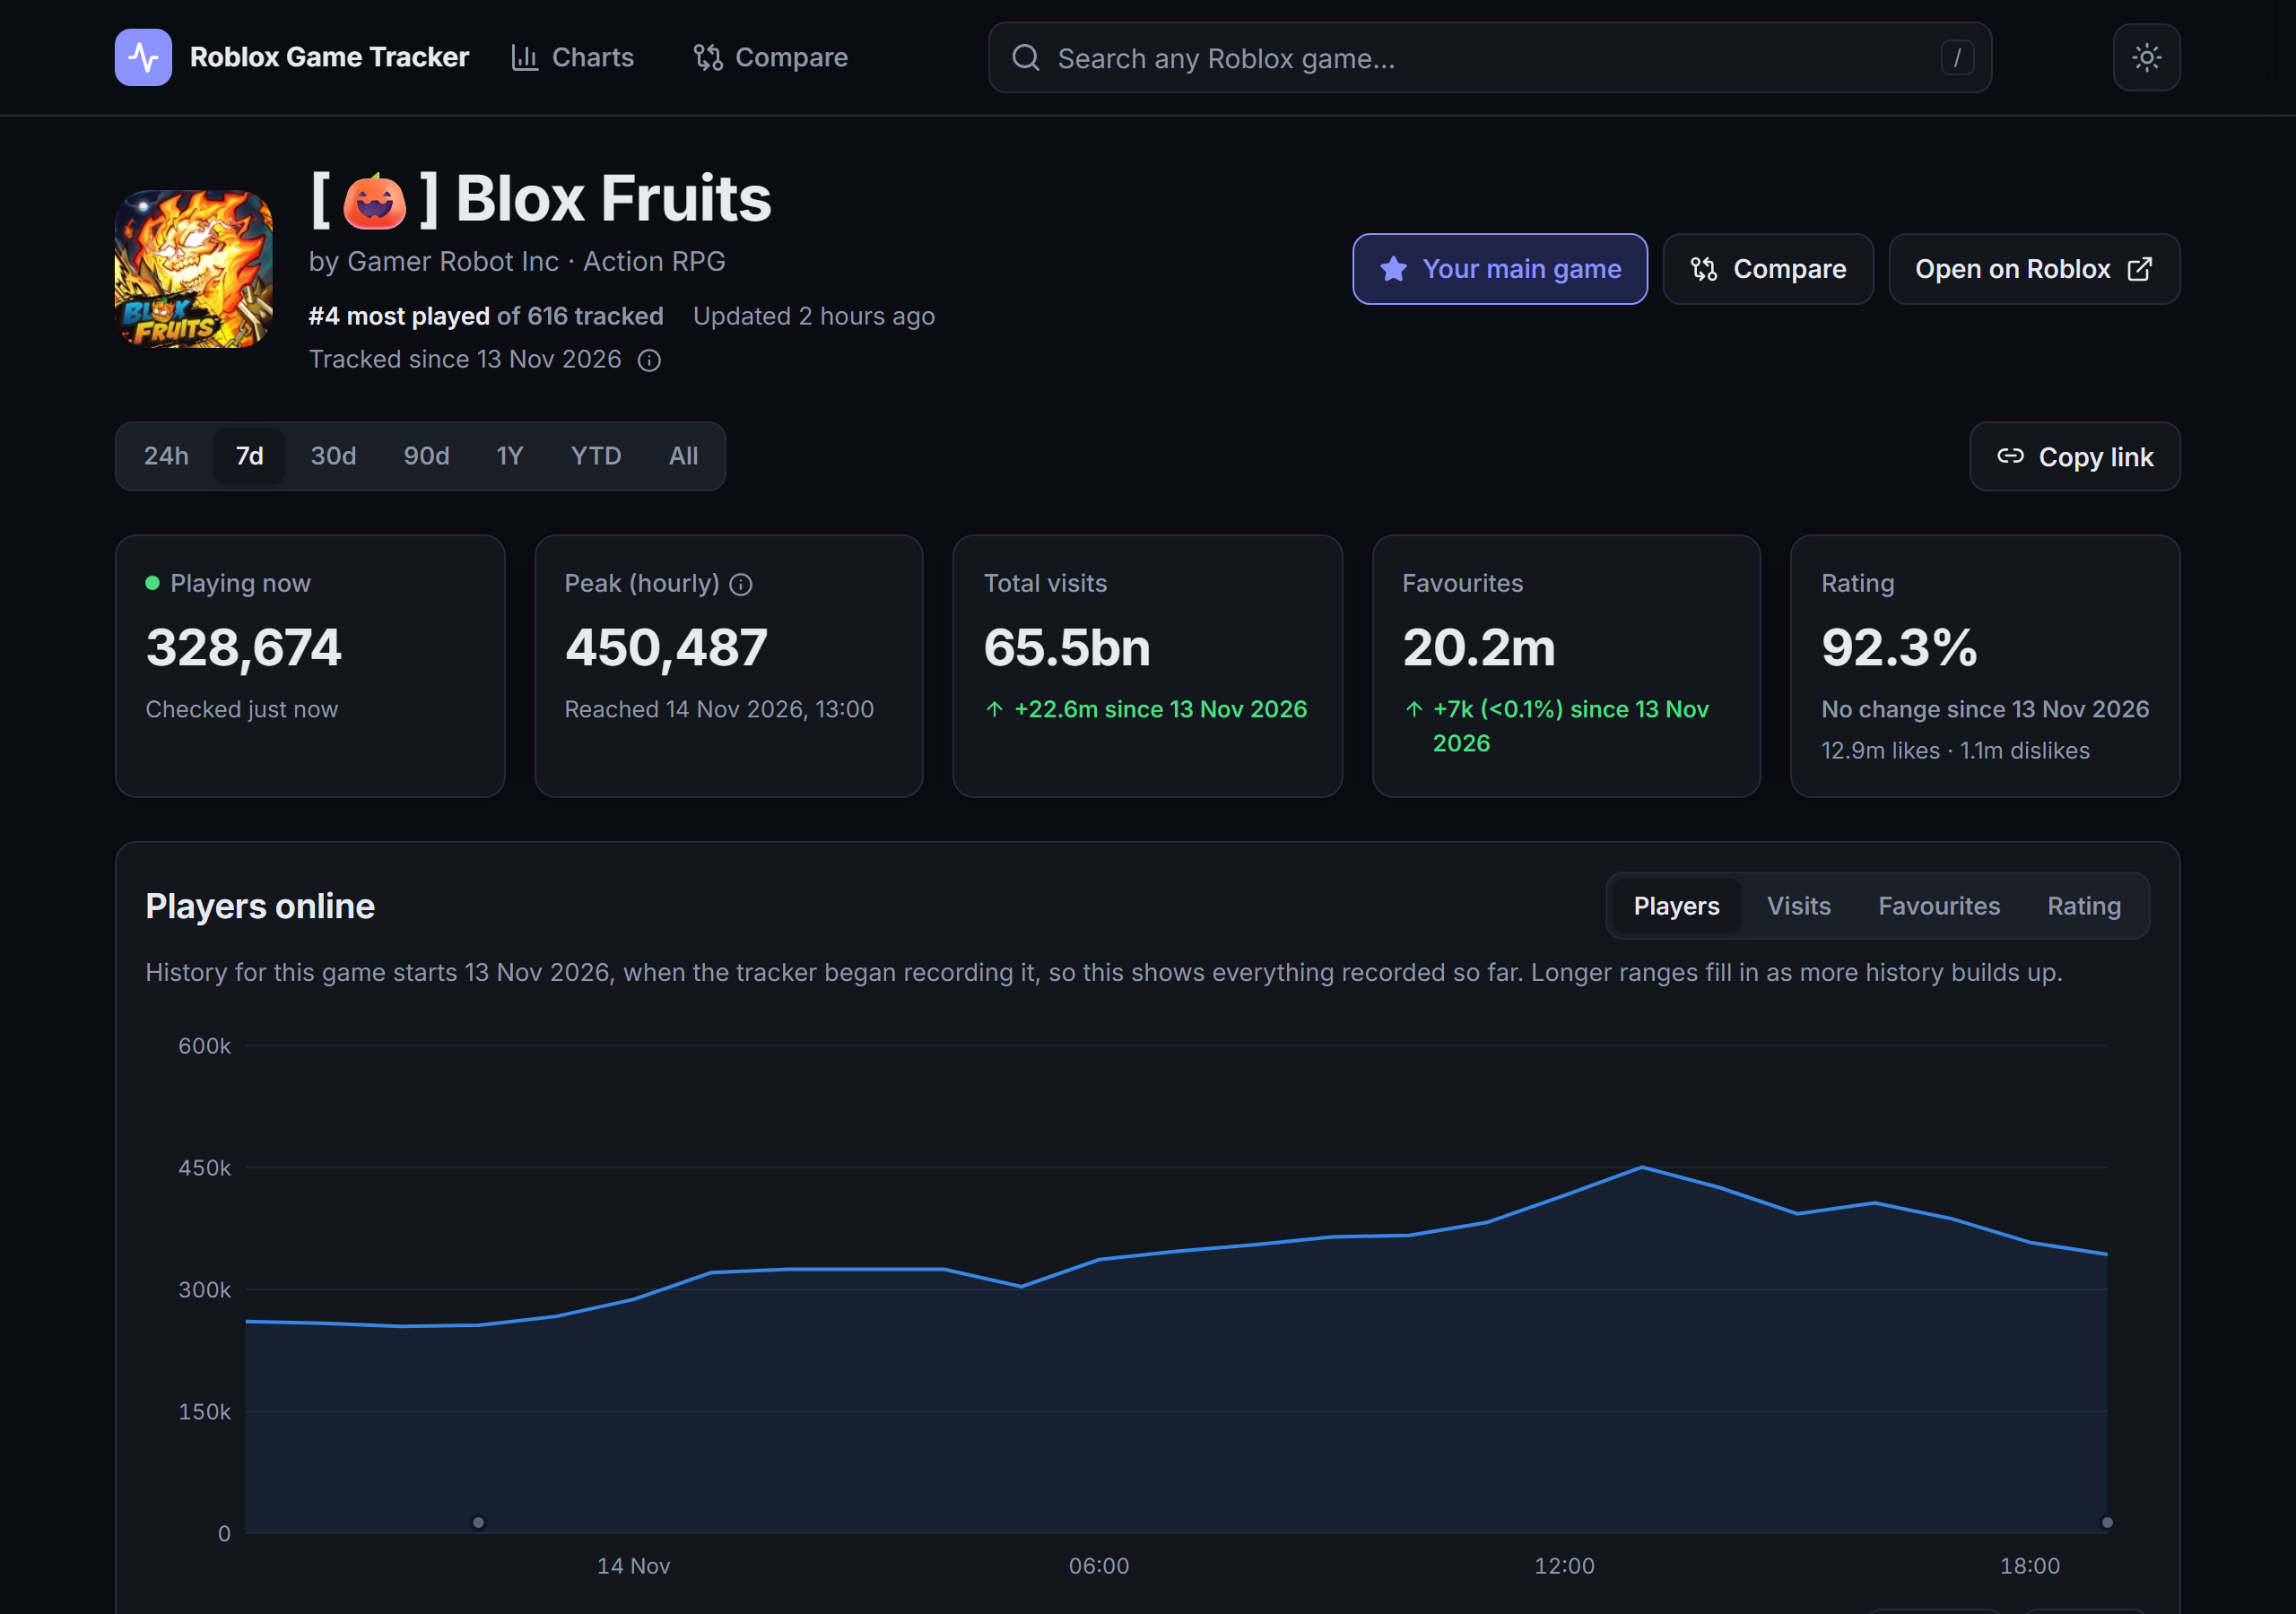 Roblox Game Tracker
Charts
Compare
Search any Roblox game...
/
[🎃] Blox Fruits
by Gamer Robot Inc · Action RPG
#4 most played of 616 tracked
Updated 2 hours ago
Tracked since 13 Nov 2026
BLOX
FRUITS
Your main game
Compare
Open on Roblox
24h
7d
30d
90d
1Y
YTD
All
Copy link
Playing now
328,674
Checked just now
Peak (hourly)
450,487
Reached 14 Nov 2026, 13:00
Total visits
65.5bn
↑ +22.6m since 13 Nov 2026
Favourites
20.2m
↑ +7k (<0.1%) since 13 Nov
2026
Rating
92.3%
No change since 13 Nov 2026
12.9m likes · 1.1m dislikes
Players online
Players
Visits
Favourites
Rating
History for this game starts 13 Nov 2026, when the tracker began recording it, so this shows everything recorded so far. Longer ranges fill in as more history builds up.
600k
450k
300k
150k
0
14 Nov
06:00
12:00
18:00